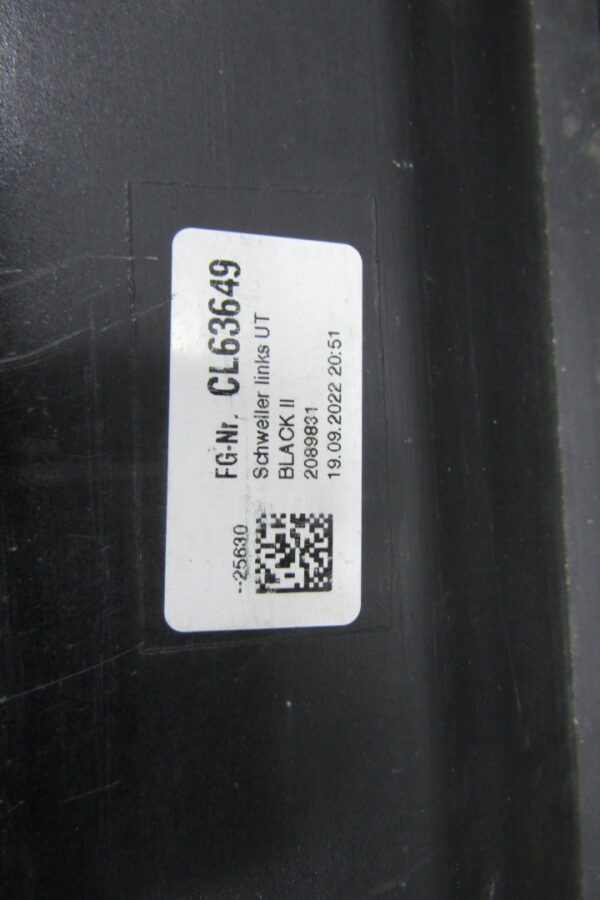 FG-Nr. CL63649
Schweller links UT
BLACK II
2089831
19.09.2022 20:51
--25630